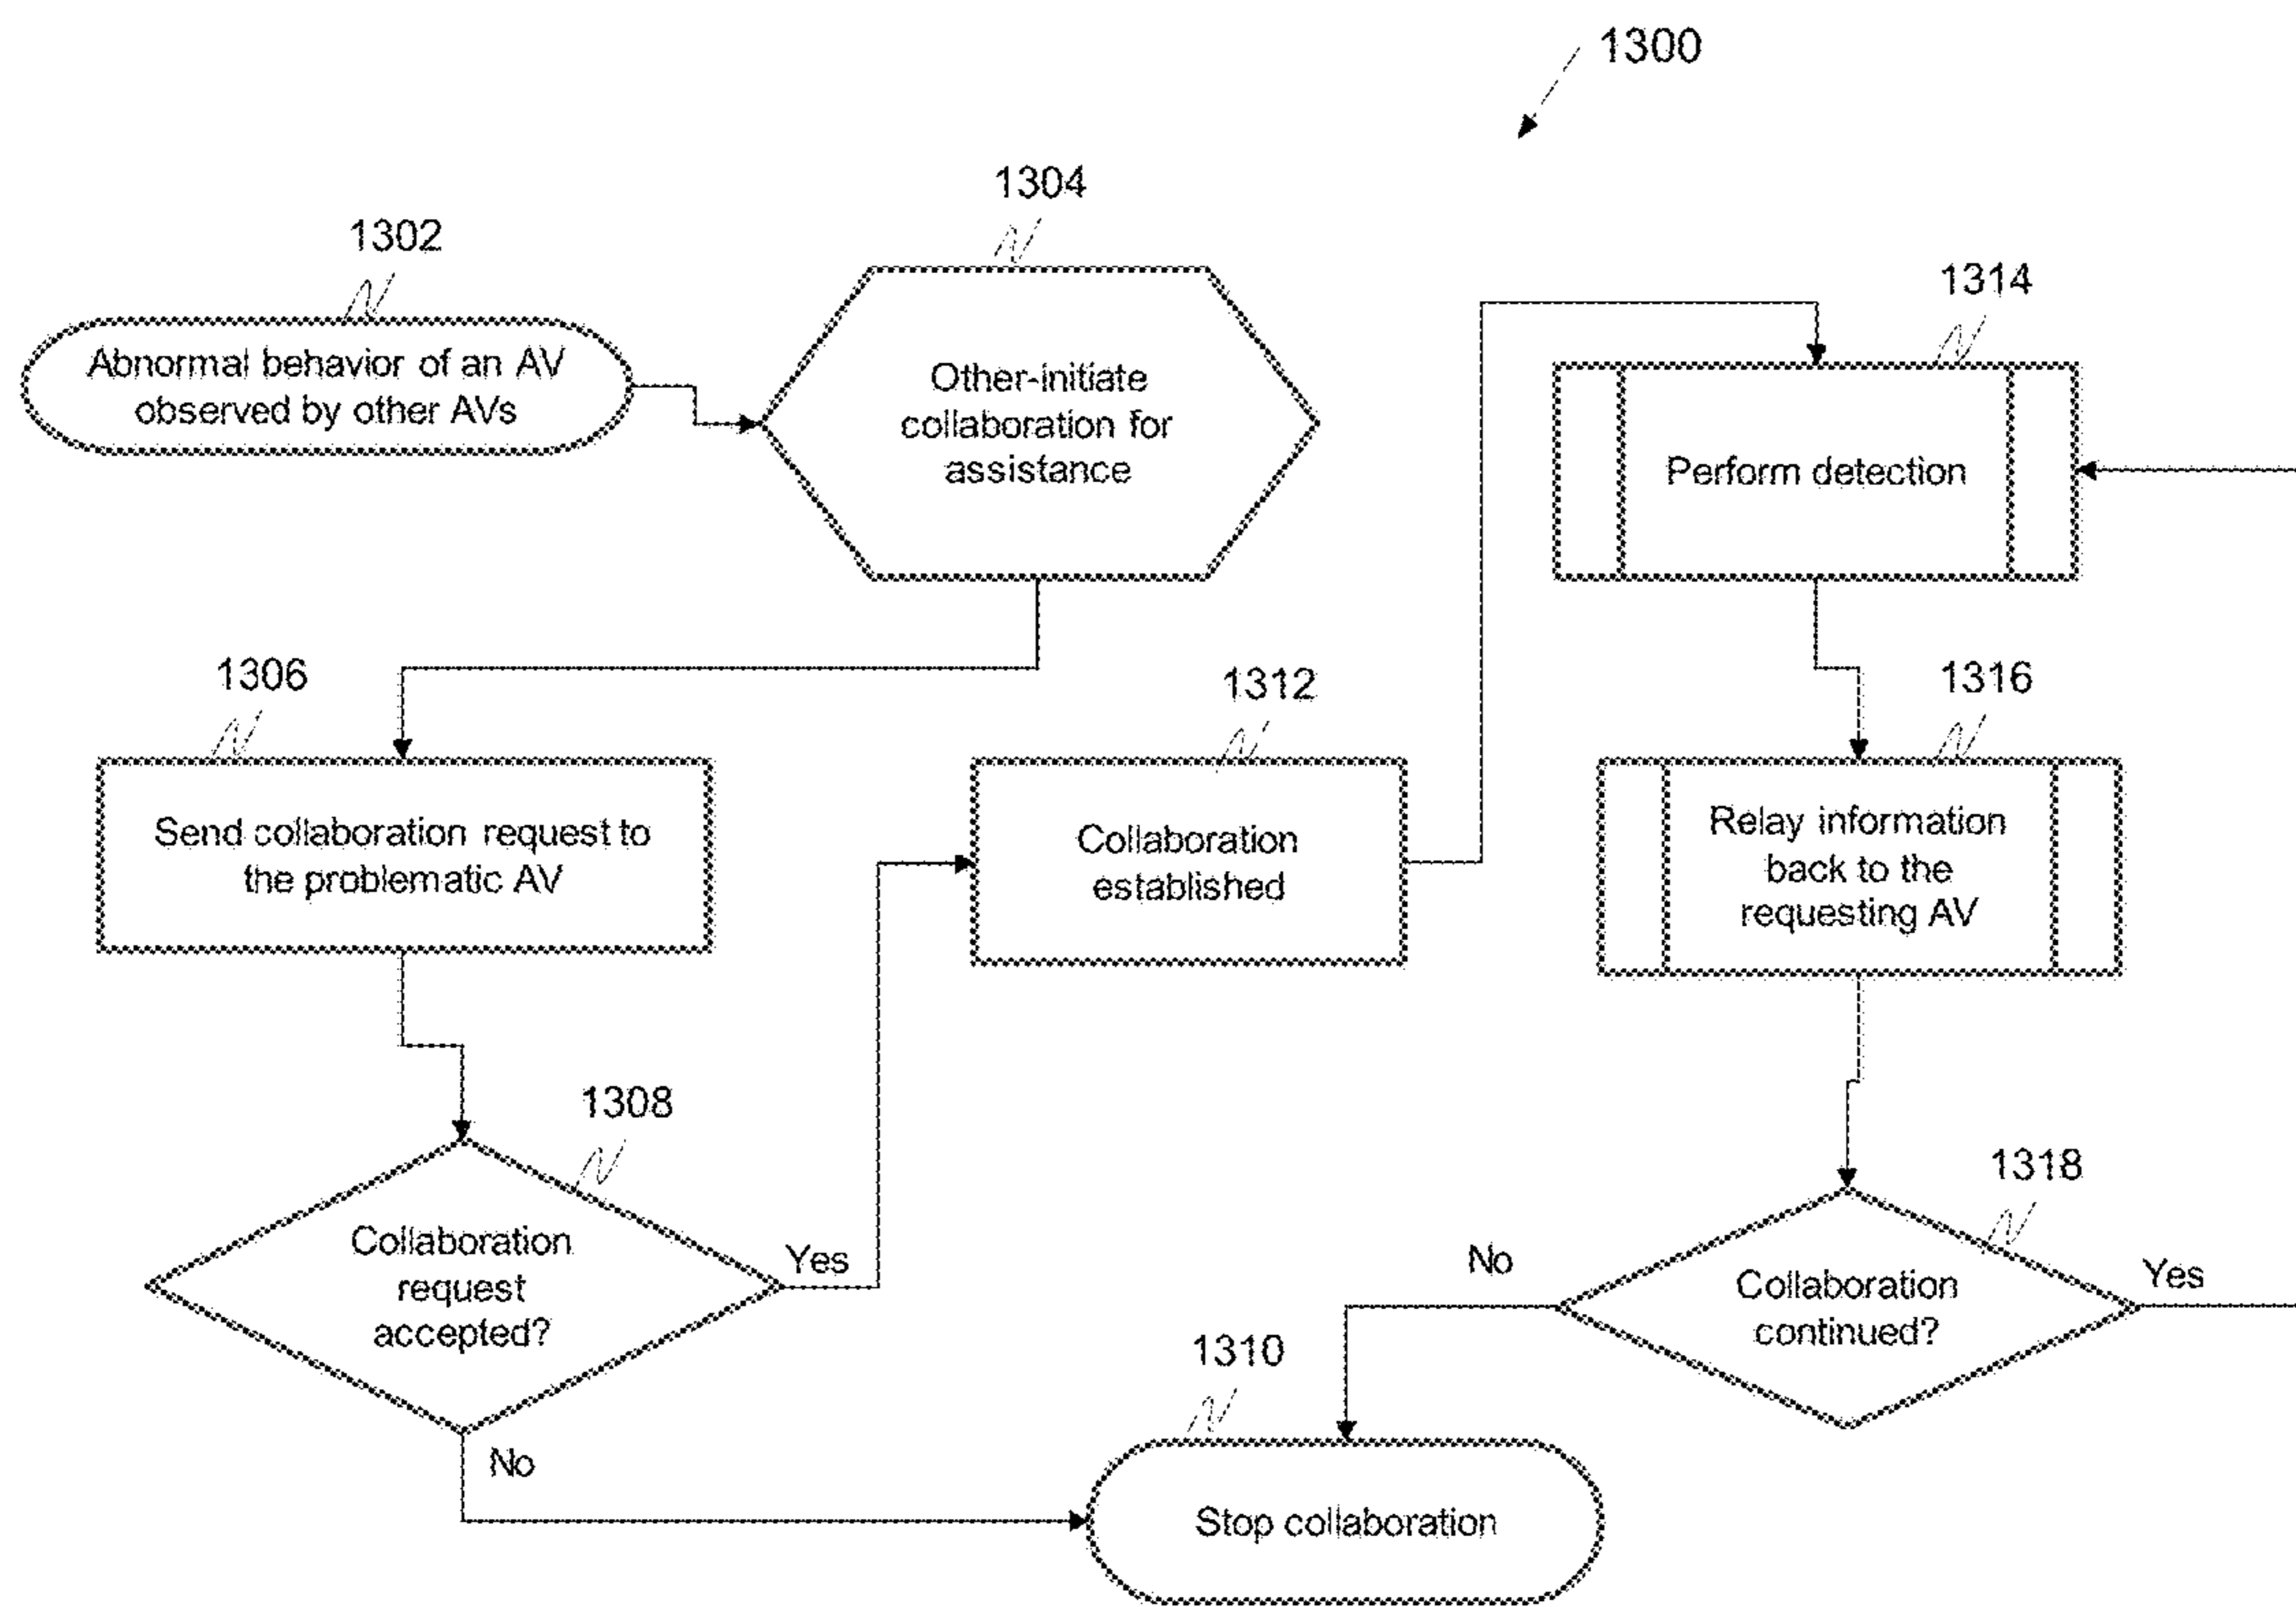 1300
1302
Abnormal behavior of an AV
observed by other AVs
1304
Other-initiate
collaboration for
assistance
1306
Send collaboration request to
the problematic AV
1308
Collaboration
request
accepted?
Yes
No
1312
Collaboration
established
1314
Perform detection
1316
Relay information
back to the
requesting AV
1318
Collaboration
continued?
Yes
No
1310
Stop collaboration